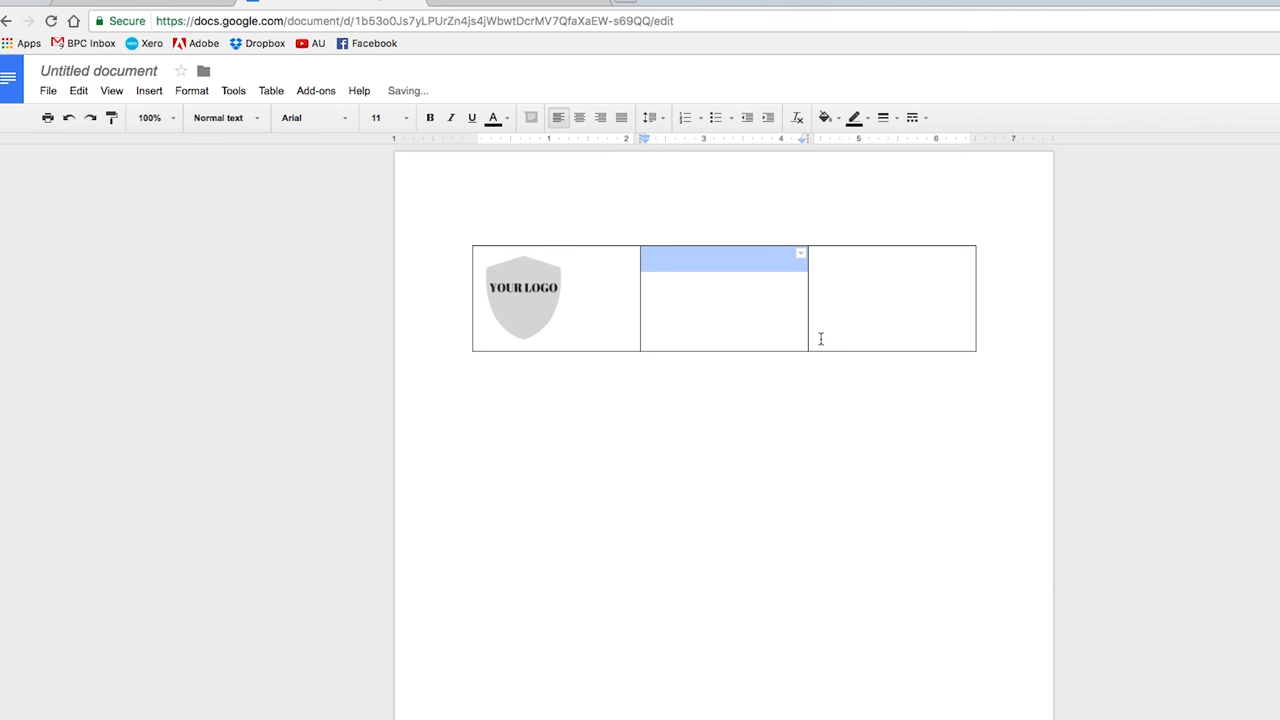 Secure https://docs.google.com/document/d/1b53o0Js7yLPUrZn4js4jWbwtDcrMV7QfaXaEW-s69QQ/edit
Apps BPC Inbox Xero Adobe Dropbox AU Facebook
Untitled document
File Edit View Insert Format Tools Table Add-ons Help Saving...
100% Normal text Arial 11 B I U A
1 1 2 3 4 5 6 7
YOUR LOGO